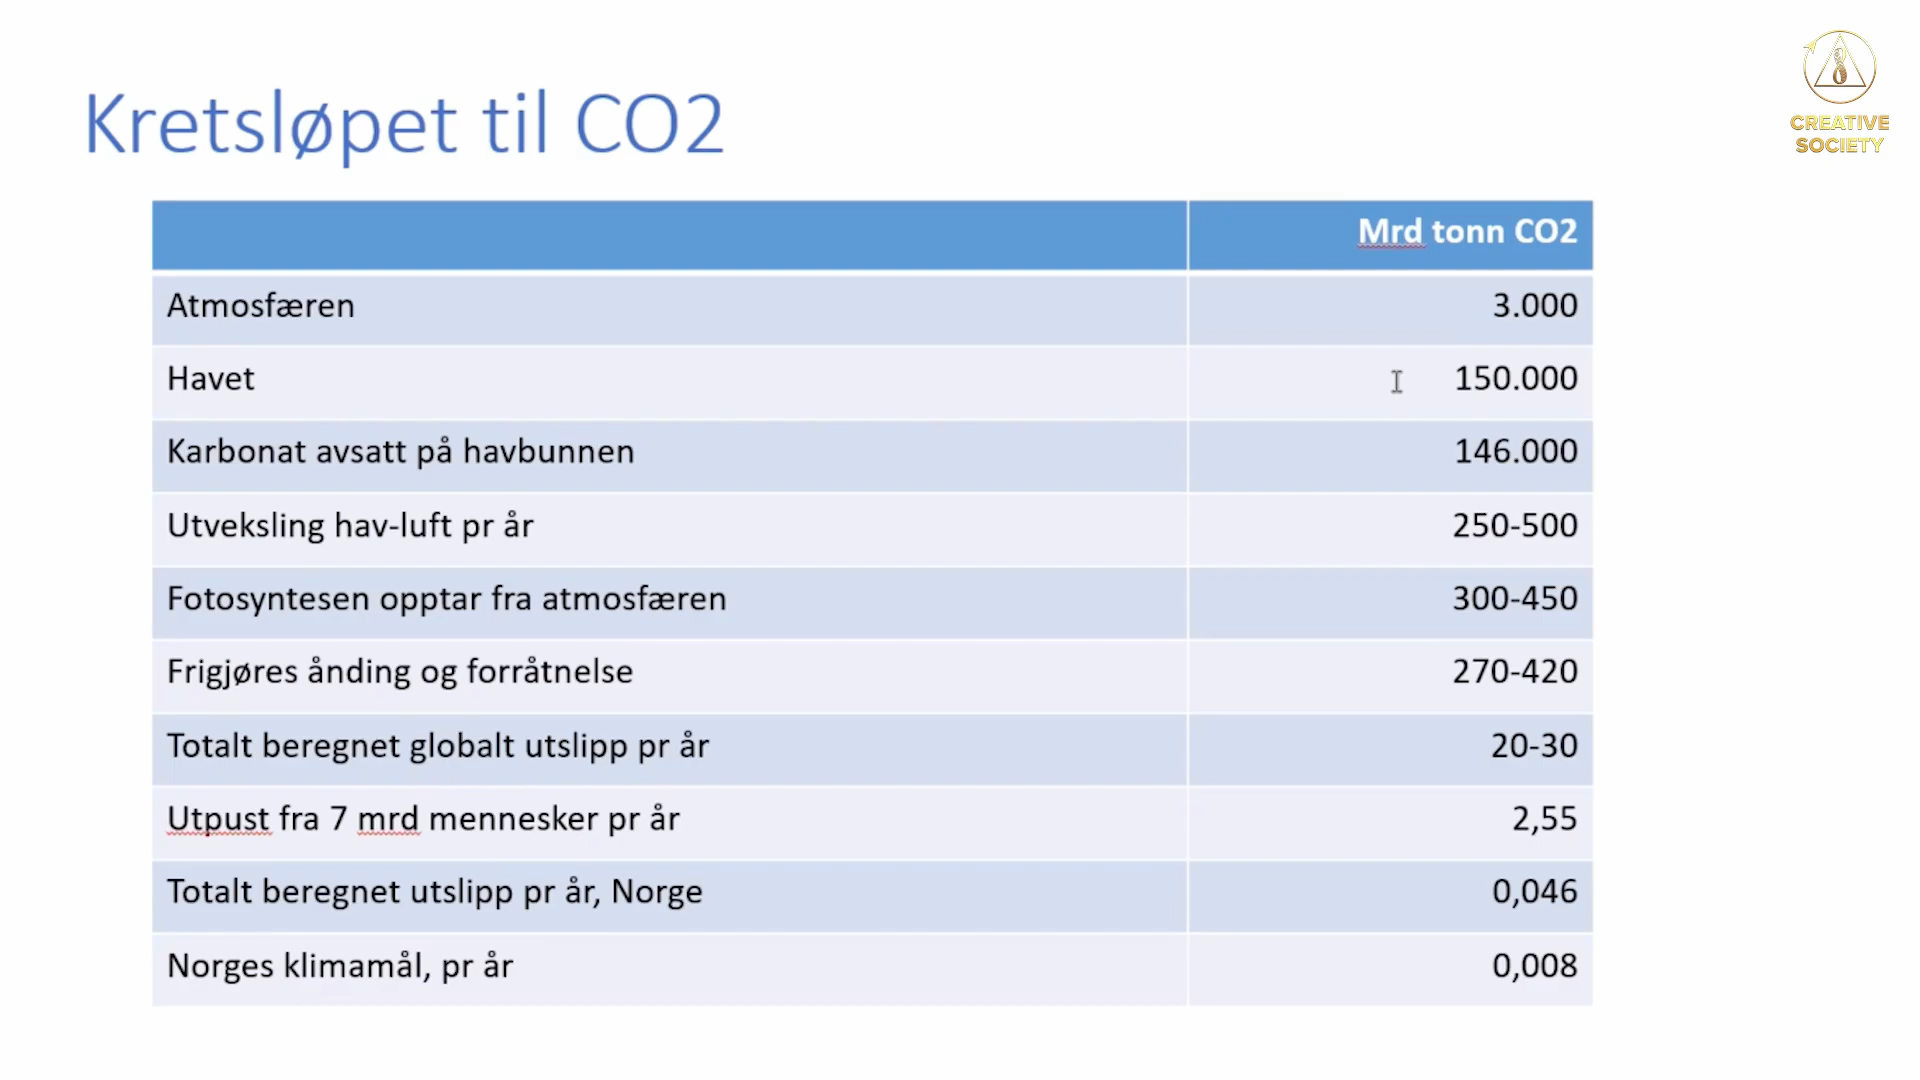 CREATIVE
SOCIETY
Kretsløpet til CO2
Mrd tonn CO2
Atmosfæren 3.000
Havet 150.000
Karbonat avsatt på havbunnen 146.000
Utveksling hav-luft pr år 250-500
Fotosyntesen opptar fra atmosfæren 300-450
Frigjøres ånding og forråtnelse 270-420
Totalt beregnet globalt utslipp pr år 20-30
Utpust fra 7 mrd mennesker pr år 2,55
Totalt beregnet utslipp pr år, Norge 0,046
Norges klimamål, pr år 0,008